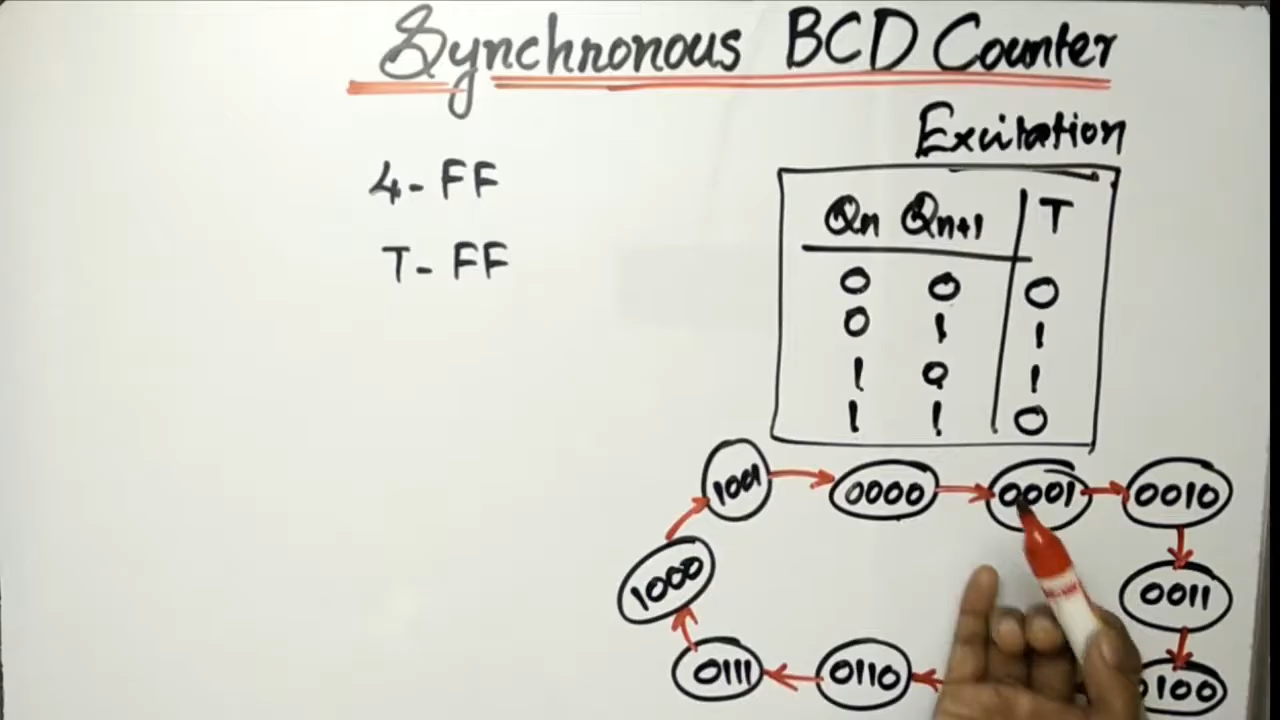 Synchronous BCD Counter
Excitation
4- FF
T- FF
Qn Qn+1 T
0 0 0
0 1 1
1 0 1
1 1 0
1001 0000 0001 0010
1000 0011
0111 0110 0100